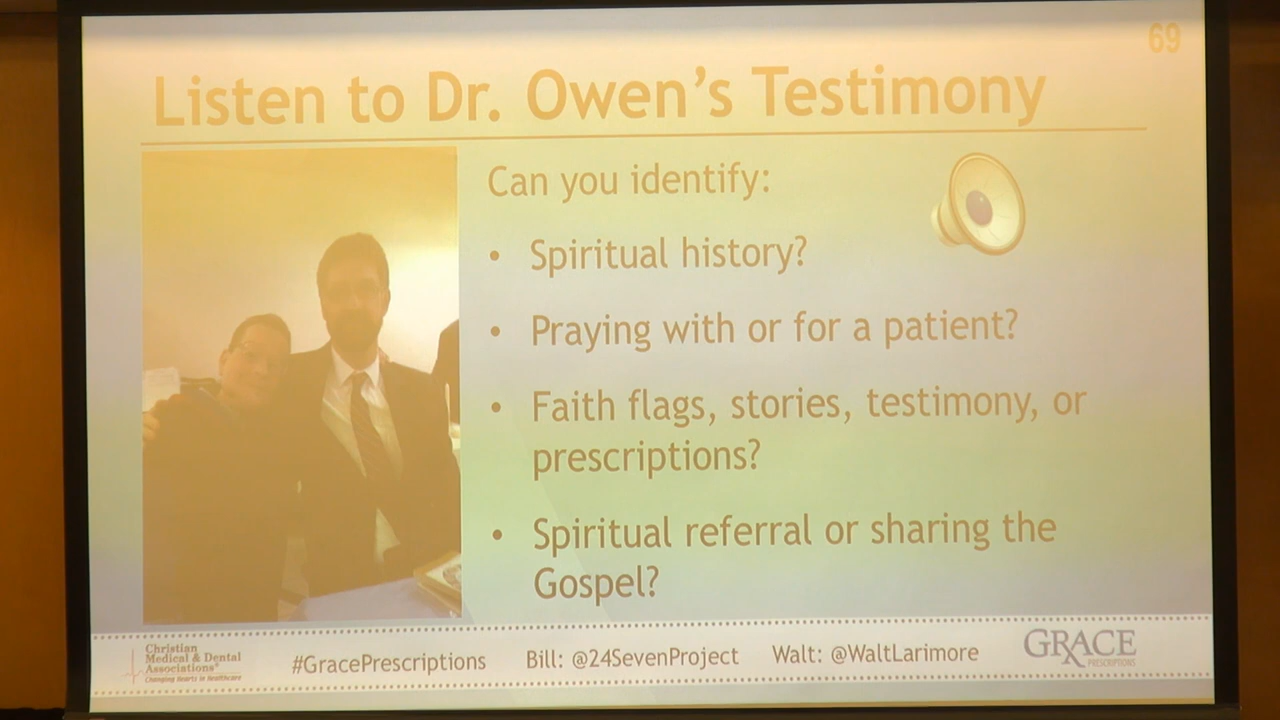 69
Listen to Dr. Owen's Testimony
Can you identify:
• Spiritual history?
• Praying with or for a patient?
• Faith flags, stories, testimony, or
prescriptions?
• Spiritual referral or sharing the
Gospel?
Christian
Medical & Dental
Associations®
Changing Hearts in Healthcare
#GracePrescriptions
Bill: @24SevenProject
Walt: @WaltLarimore
GRACE
PRESCRIPTIONS